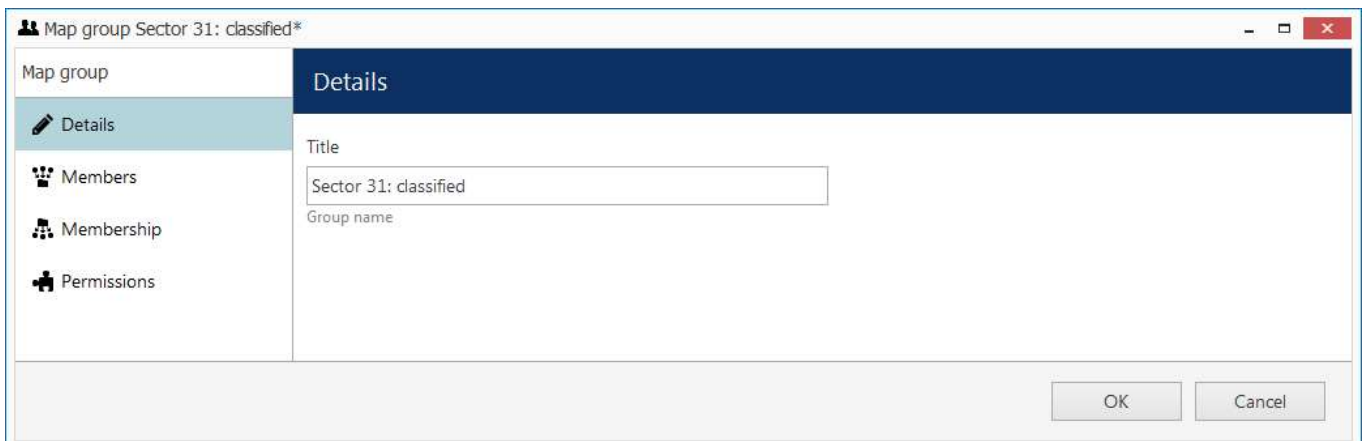 Map group Sector 31: classified*
Map group
Details
Members
Membership
Permissions
Details
Title
Sector 31: classified
Group name
OK
Cancel